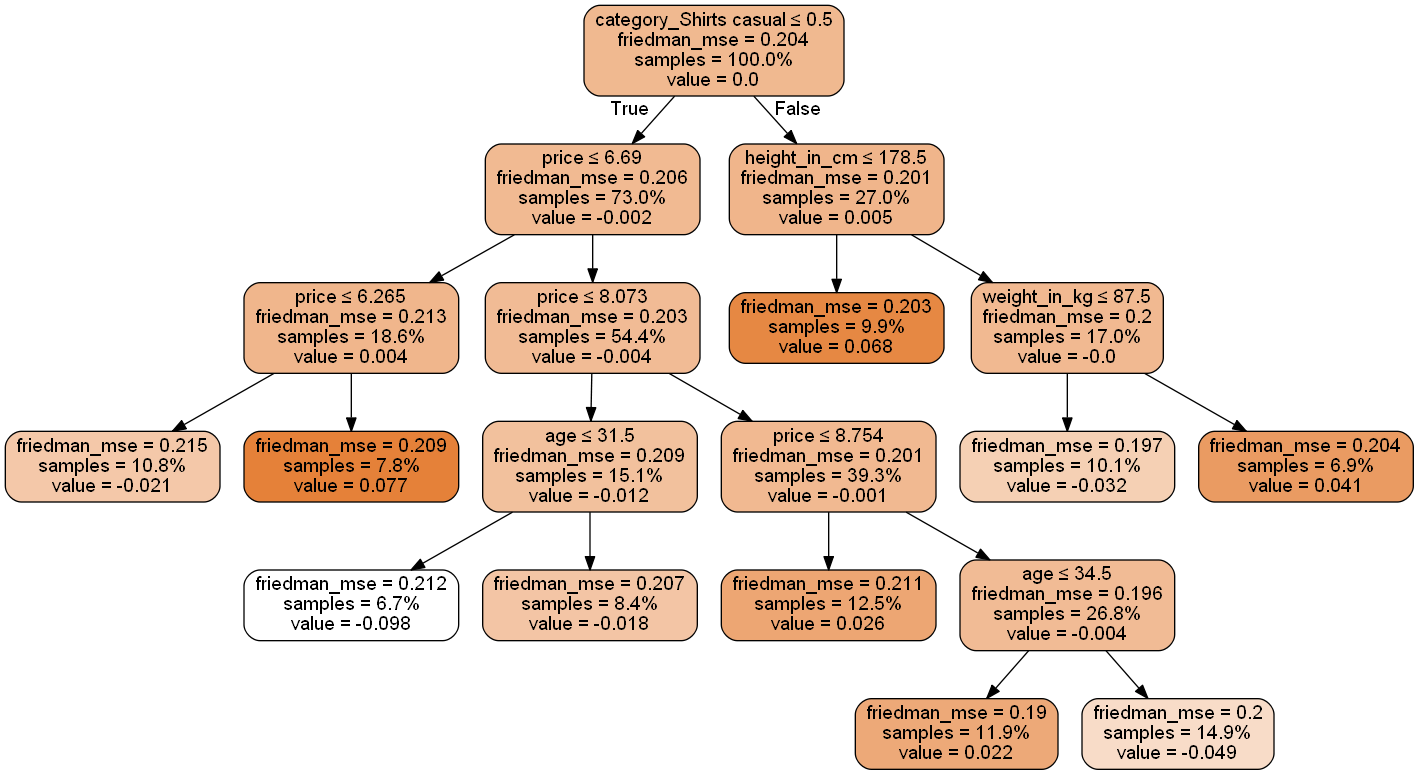 category_Shirts casual ≤ 0.5
friedman_mse = 0.204
samples = 100.0%
value = 0.0
True
False
price ≤ 6.69
friedman_mse = 0.206
samples = 73.0%
value = -0.002
height_in_cm ≤ 178.5
friedman_mse = 0.201
samples = 27.0%
value = 0.005
price ≤ 6.265
friedman_mse = 0.213
samples = 18.6%
value = 0.004
price ≤ 8.073
friedman_mse = 0.203
samples = 54.4%
value = -0.004
friedman_mse = 0.203
samples = 9.9%
value = 0.068
weight_in_kg ≤ 87.5
friedman_mse = 0.2
samples = 17.0%
value = -0.0
friedman_mse = 0.215
samples = 10.8%
value = -0.021
friedman_mse = 0.209
samples = 7.8%
value = 0.077
age ≤ 31.5
friedman_mse = 0.209
samples = 15.1%
value = -0.012
price ≤ 8.754
friedman_mse = 0.201
samples = 39.3%
value = -0.001
friedman_mse = 0.197
samples = 10.1%
value = -0.032
friedman_mse = 0.204
samples = 6.9%
value = 0.041
friedman_mse = 0.212
samples = 6.7%
value = -0.098
friedman_mse = 0.207
samples = 8.4%
value = -0.018
friedman_mse = 0.211
samples = 12.5%
value = 0.026
age ≤ 34.5
friedman_mse = 0.196
samples = 26.8%
value = -0.004
friedman_mse = 0.19
samples = 11.9%
value = 0.022
friedman_mse = 0.2
samples = 14.9%
value = -0.049